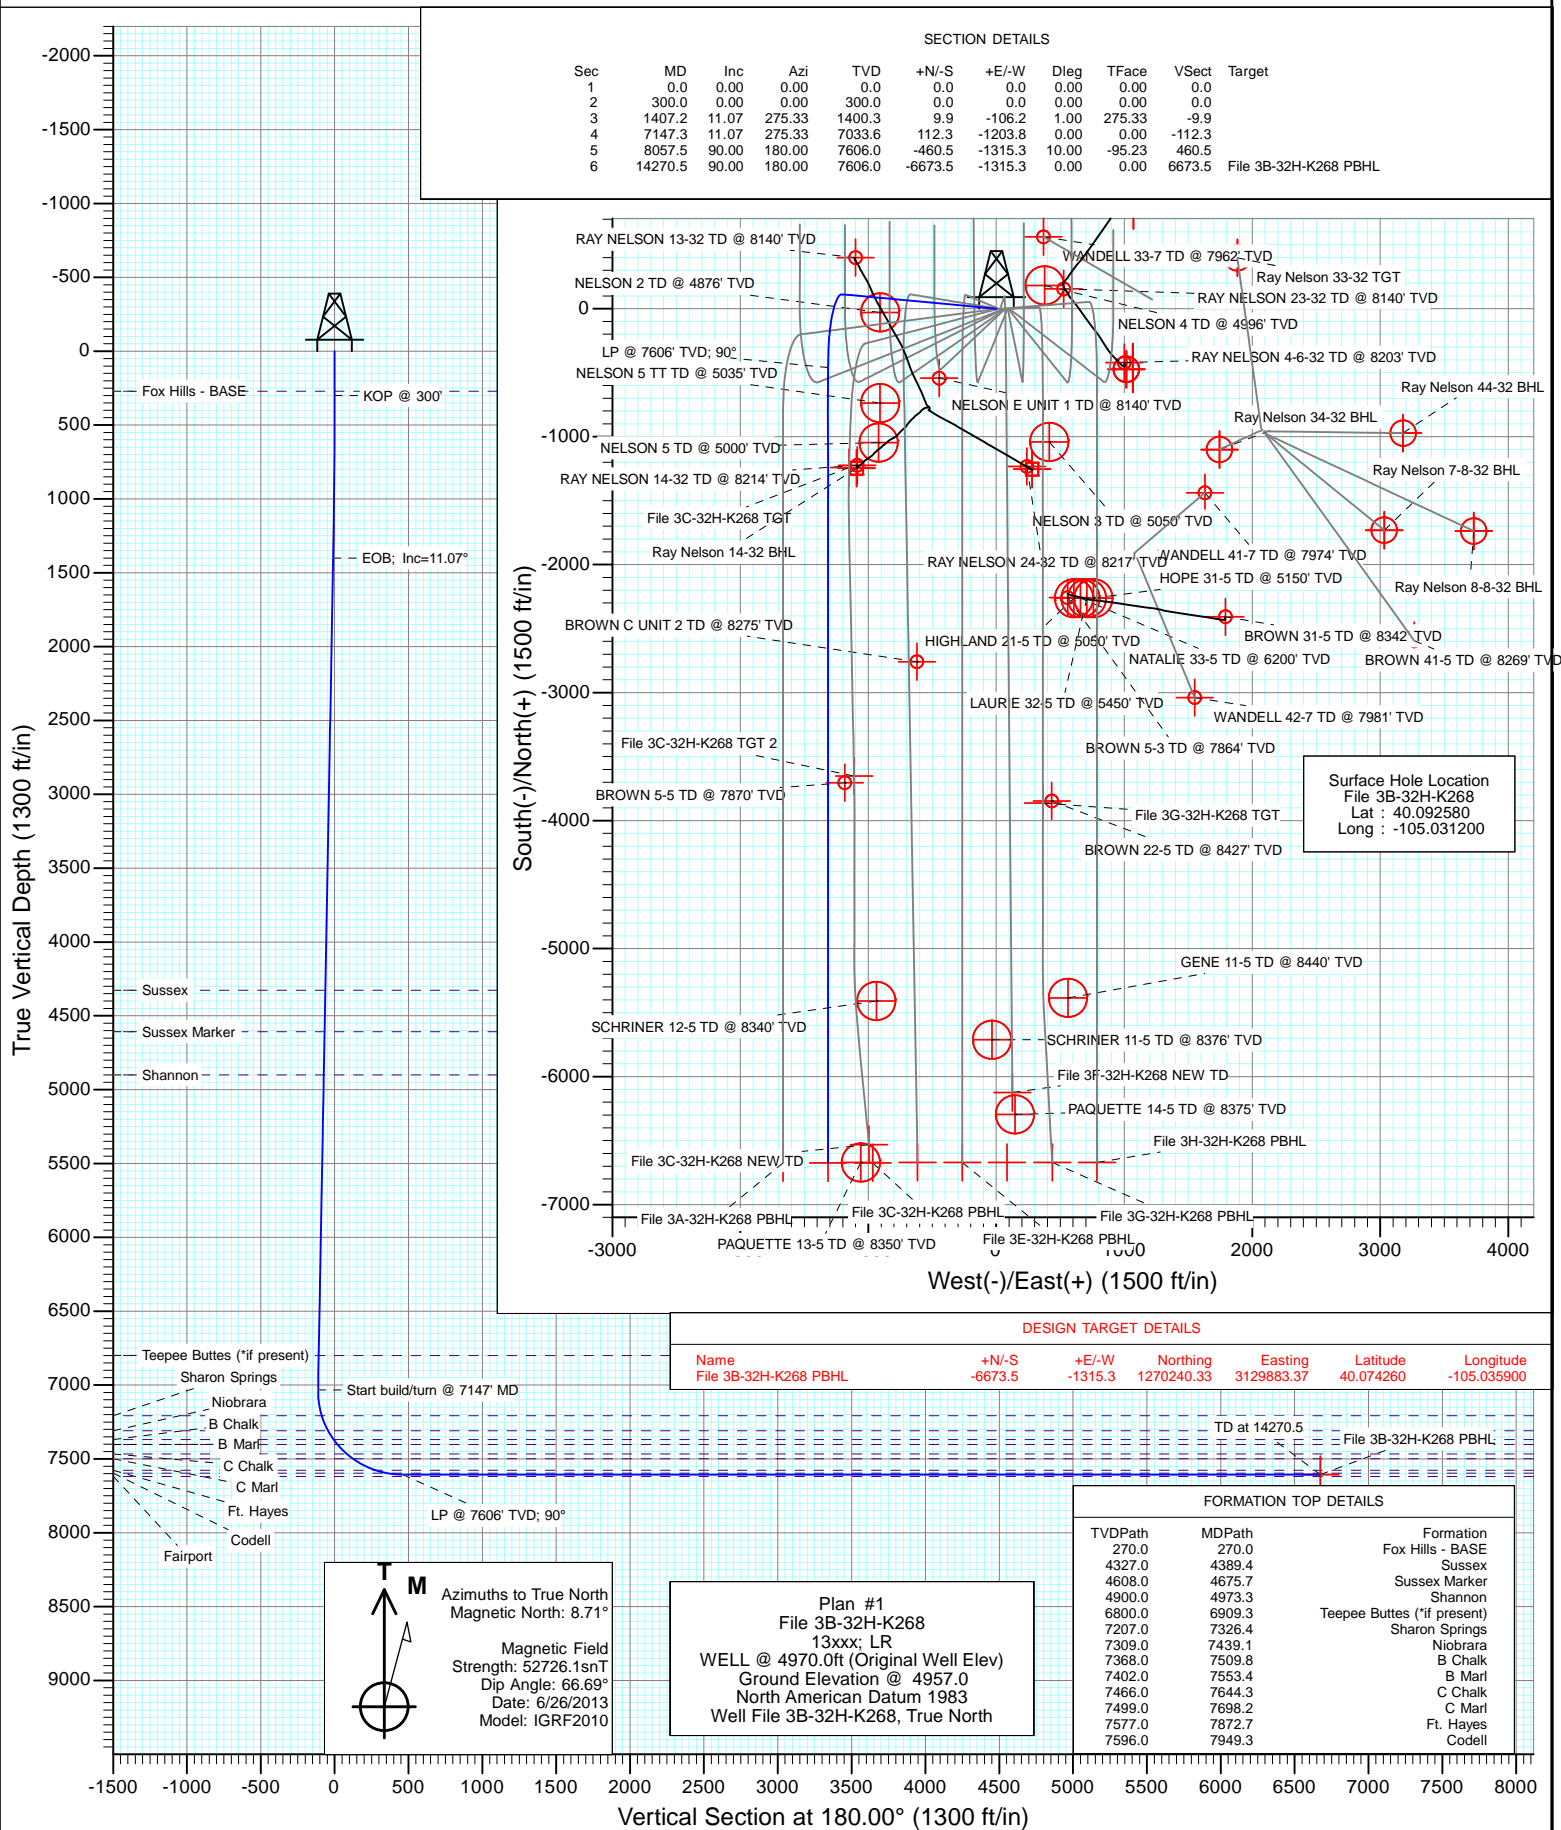 SECTION DETAILS
Sec MD Inc Azi TVD +N/-S +E/-W Dleg TFace VSect Target
1 0.0 0.00 0.00 0.0 0.0 0.0 0.00 0.00 0.0
2 300.0 0.00 0.00 300.0 0.0 0.0 0.00 0.00 0.0
3 1407.2 11.07 275.33 1400.3 9.9 -106.2 1.00 275.33 -9.9
4 7147.3 11.07 275.33 7033.6 112.3 -1203.8 0.00 0.00 -112.3
5 8057.5 90.00 180.00 7606.0 -460.5 -1315.3 10.00 -95.23 460.5
6 14270.5 90.00 180.00 7606.0 -6673.5 -1315.3 0.00 0.00 6673.5 File 3B-32H-K268 PBHL
True Vertical Depth (1300 ft/in)
-2000
-1500
-1000
-500
0
500
1000
1500
2000
2500
3000
3500
4000
4500
5000
5500
6000
6500
7000
7500
8000
8500
9000
Fox Hills - BASE
KOP @ 300'
EOB; Inc=11.07°
Sussex
Sussex Marker
Shannon
Teepee Buttes (*if present)
Sharon Springs
Niobrara
B Chalk
B Marl
C Chalk
C Marl
Ft. Hayes
Codell
Fairport
Start build/turn @ 7147' MD
LP @ 7606' TVD; 90°
TD at 14270.5
File 3B-32H-K268 PBHL
South(-)/North(+) (1500 ft/in)
0
-1000
-2000
-3000
-4000
-5000
-6000
-7000
RAY NELSON 13-32 TD @ 8140' TVD
NELSON 2 TD @ 4876' TVD
LP @ 7606' TVD; 90°
NELSON 5 TT TD @ 5035' TVD
NELSON 5 TD @ 5000' TVD
RAY NELSON 14-32 TD @ 8214' TVD
File 3C-32H-K268 TGT
Ray Nelson 14-32 BHL
WANDELL 33-7 TD @ 7962' TVD
Ray Nelson 33-32 TGT
RAY NELSON 23-32 TD @ 8140' TVD
NELSON 4 TD @ 4996' TVD
RAY NELSON 4-6-32 TD @ 8203' TVD
NELSON E UNIT 1 TD @ 8140' TVD
Ray Nelson 44-32 BHL
Ray Nelson 34-32 BHL
Ray Nelson 7-8-32 BHL
NELSON 3 TD @ 5050' TVD
WANDELL 41-7 TD @ 7974' TVD
RAY NELSON 24-32 TD @ 8217' TVD
HOPE 31-5 TD @ 5150' TVD
Ray Nelson 8-8-32 BHL
BROWN C UNIT 2 TD @ 8275' TVD
HIGHLAND 21-5 TD @ 5050' TVD
BROWN 31-5 TD @ 8342' TVD
NATALIE 33-5 TD @ 6200' TVD
BROWN 41-5 TD @ 8269' TVD
LAURIE 32-5 TD @ 5450' TVD
WANDELL 42-7 TD @ 7981' TVD
File 3C-32H-K268 TGT 2
BROWN 5-3 TD @ 7864' TVD
BROWN 5-5 TD @ 7870' TVD
File 3G-32H-K268 TGT
BROWN 22-5 TD @ 8427' TVD
Surface Hole Location
File 3B-32H-K268
Lat : 40.092580
Long : -105.031200
GENE 11-5 TD @ 8440' TVD
SCHRINER 12-5 TD @ 8340' TVD
SCHRINER 11-5 TD @ 8376' TVD
File 3F-32H-K268 NEW TD
PAQUETTE 14-5 TD @ 8375' TVD
File 3H-32H-K268 PBHL
File 3C-32H-K268 NEW TD
File 3A-32H-K268 PBHL
File 3C-32H-K268 PBHL
File 3G-32H-K268 PBHL
PAQUETTE 13-5 TD @ 8350' TVD
File 3E-32H-K268 PBHL
-3000 0 1000 2000 3000 4000
West(-)/East(+) (1500 ft/in)
DESIGN TARGET DETAILS
Name +N/-S +E/-W Northing Easting Latitude Longitude
File 3B-32H-K268 PBHL -6673.5 -1315.3 1270240.33 3129883.37 40.074260 -105.035900
FORMATION TOP DETAILS
TVDPath MDPath Formation
270.0 270.0 Fox Hills - BASE
4327.0 4389.4 Sussex
4608.0 4675.7 Sussex Marker
4900.0 4973.3 Shannon
6800.0 6909.3 Teepee Buttes (*if present)
7207.0 7326.4 Sharon Springs
7309.0 7439.1 Niobrara
7368.0 7509.8 B Chalk
7402.0 7553.4 B Marl
7466.0 7644.3 C Chalk
7499.0 7698.2 C Marl
7577.0 7872.7 Ft. Hayes
7596.0 7949.3 Codell
T
M
Azimuths to True North
Magnetic North: 8.71°
Magnetic Field
Strength: 52726.1snT
Dip Angle: 66.69°
Date: 6/26/2013
Model: IGRF2010
Plan #1
File 3B-32H-K268
13xxx; LR
WELL @ 4970.0ft (Original Well Elev)
Ground Elevation @ 4957.0
North American Datum 1983
Well File 3B-32H-K268, True North
-1500 -1000 -500 0 500 1000 1500 2000 2500 3000 3500 4000 4500 5000 5500 6000 6500 7000 7500 8000
Vertical Section at 180.00° (1300 ft/in)